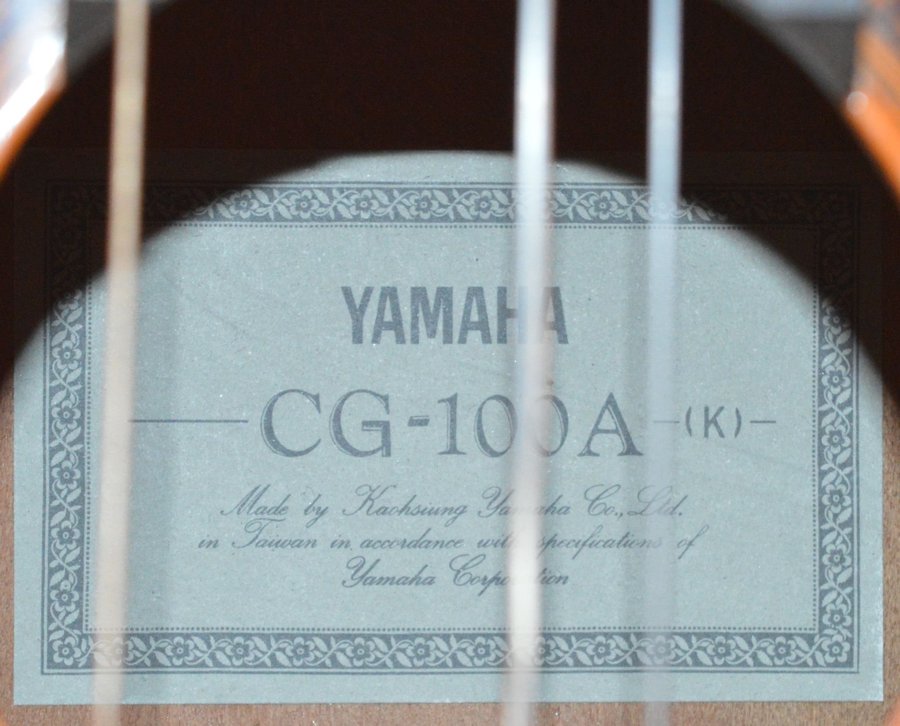 YAMAHA
CG-100A (K)
Made by Kaohsiung Yamaha Co., Ltd.
in Taiwan in accordance with specifications of
Yamaha Corporation